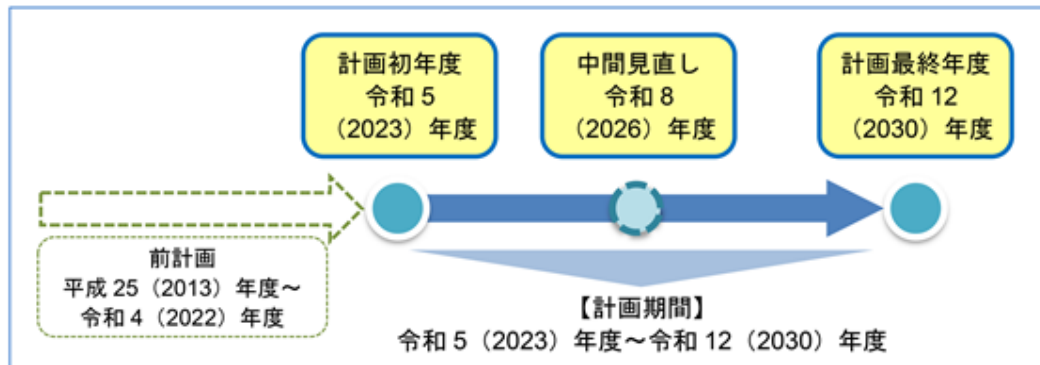 計画初年度
令和 5
（2023）年度
中間見直し
令和 8
（2026）年度
計画最終年度
令和 12
（2030）年度
前計画
平成 25（2013）年度～
令和 4（2022）年度
【計画期間】
令和 5（2023）年度～令和 12（2030）年度